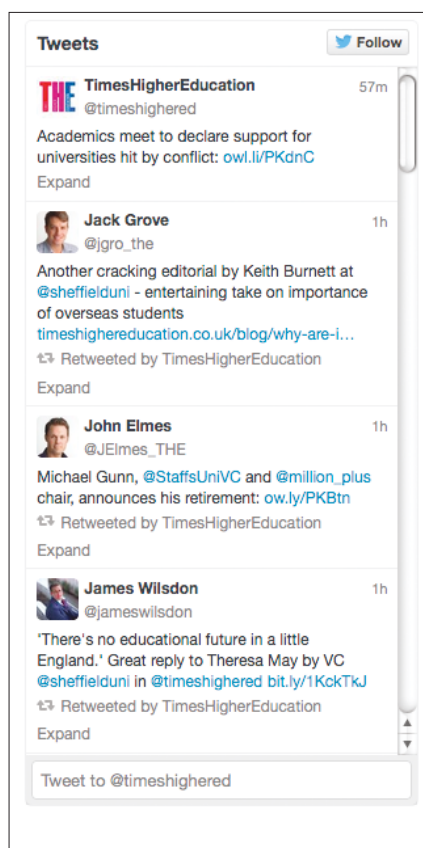 Tweets
Follow
THE
TimesHigherEducation
57m
@timeshighered
Academics meet to declare support for
universities hit by conflict: owl.li/PKdnC
Expand
Jack Grove
1h
@jgro_the
Another cracking editorial by Keith Burnett at
@sheffielduni - entertaining take on importance
of overseas students
timeshighereducation.co.uk/blog/why-are-i...
Retweeted by TimesHigherEducation
Expand
John Elmes
1h
@JElmes_THE
Michael Gunn, @StaffsUniVC and @million_plus
chair, announces his retirement: ow.ly/PKBtn
Retweeted by TimesHigherEducation
Expand
James Wilsdon
1h
@jameswilsdon
'There's no educational future in a little
England.' Great reply to Theresa May by VC
@sheffielduni in @timeshighered bit.ly/1KckTkJ
Retweeted by TimesHigherEducation
Expand
Tweet to @timeshighered